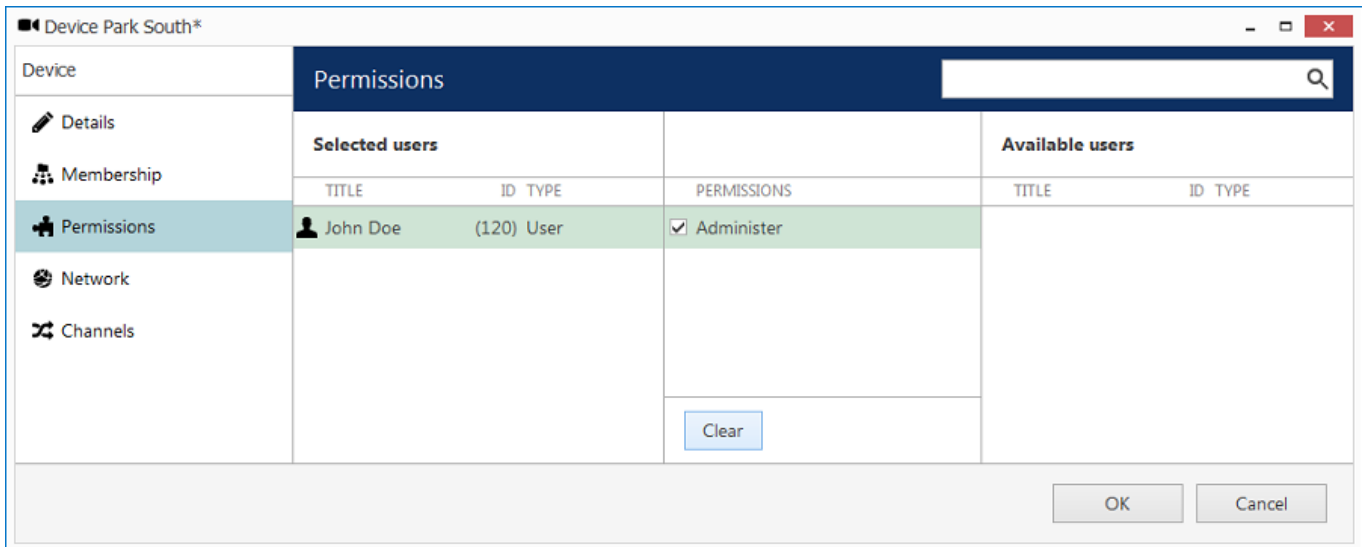 Device Park South*
Device
Permissions
Details
Membership
Permissions
Network
Channels
Selected users
Available users
TITLE ID TYPE PERMISSIONS TITLE ID TYPE
John Doe (120) User Administer
Clear
OK Cancel